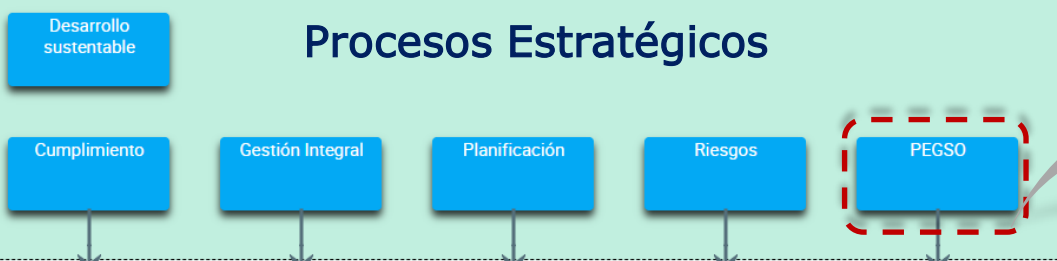 Desarrollo
sustentable
Procesos Estratégicos
Cumplimiento
Gestión Integral
Planificación
Riesgos
PEGSO